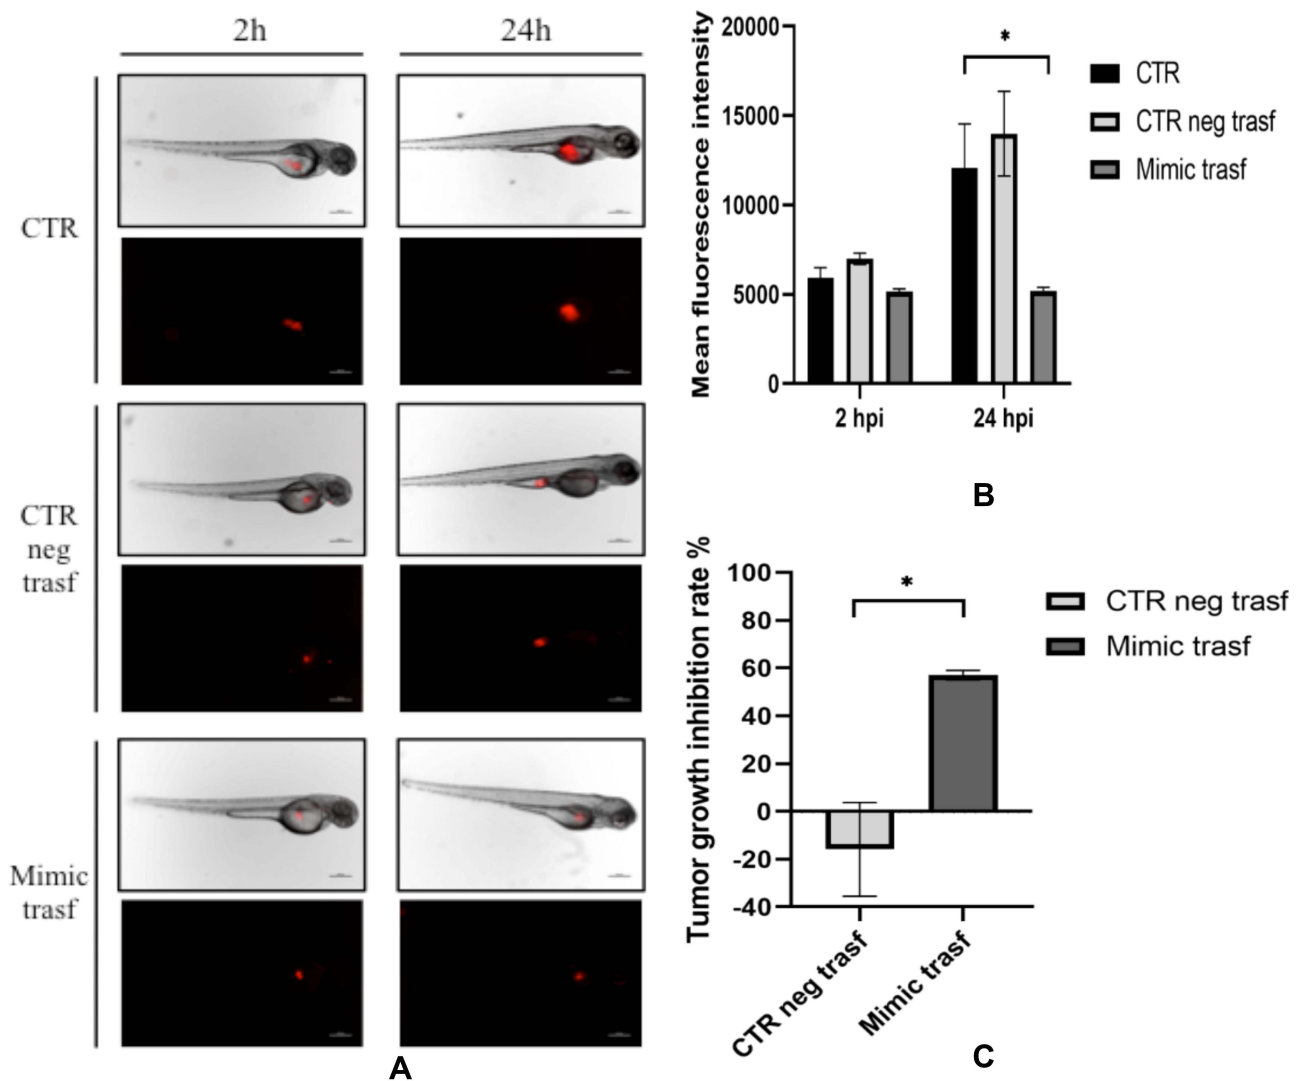 2h
24h
CTR
CTR
neg
trasf
Mimic
trasf
A
Mean fluorescence intensity
20000
15000
10000
5000
0
*
2 hpi
24 hpi
CTR
CTR neg trasf
Mimic trasf
B
Tumor growth inhibition rate %
100
80
60
40
20
0
-20
-40
*
CTR neg trasf
Mimic trasf
CTR neg trasf
Mimic trasf
C